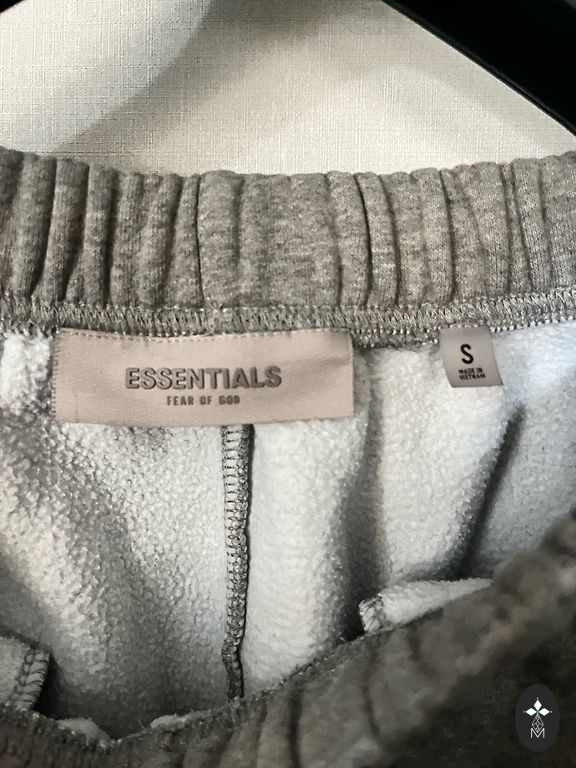 ESSENTIALS
FEAR OF GOD
S
MADE IN
VIETNAM